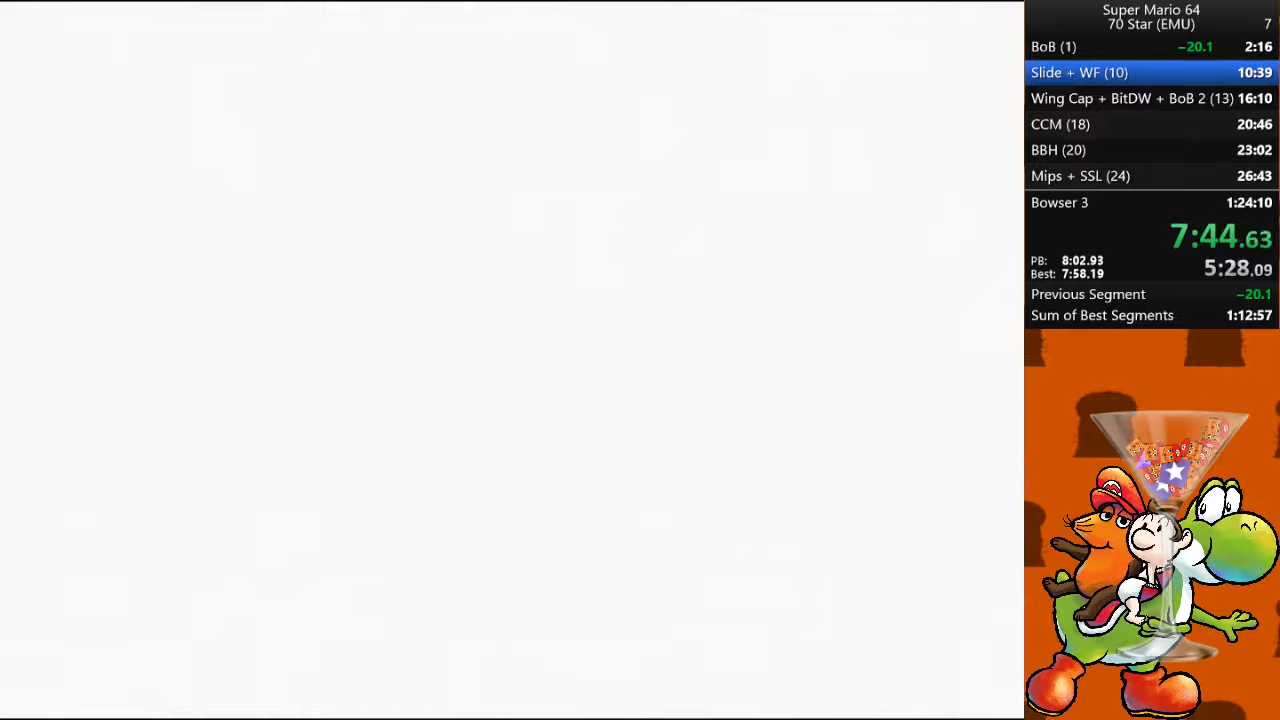 Super Mario 64
70 Star (EMU) 7
BoB (1) −20.1 2:16
Slide + WF (10) 10:39
Wing Cap + BitDW + BoB 2 (13) 16:10
CCM (18) 20:46
BBH (20) 23:02
Mips + SSL (24) 26:43
Bowser 3 1:24:10
7:44.63
PB: 8:02.93
Best: 7:58.19
5:28.09
Previous Segment −20.1
Sum of Best Segments 1:12:57